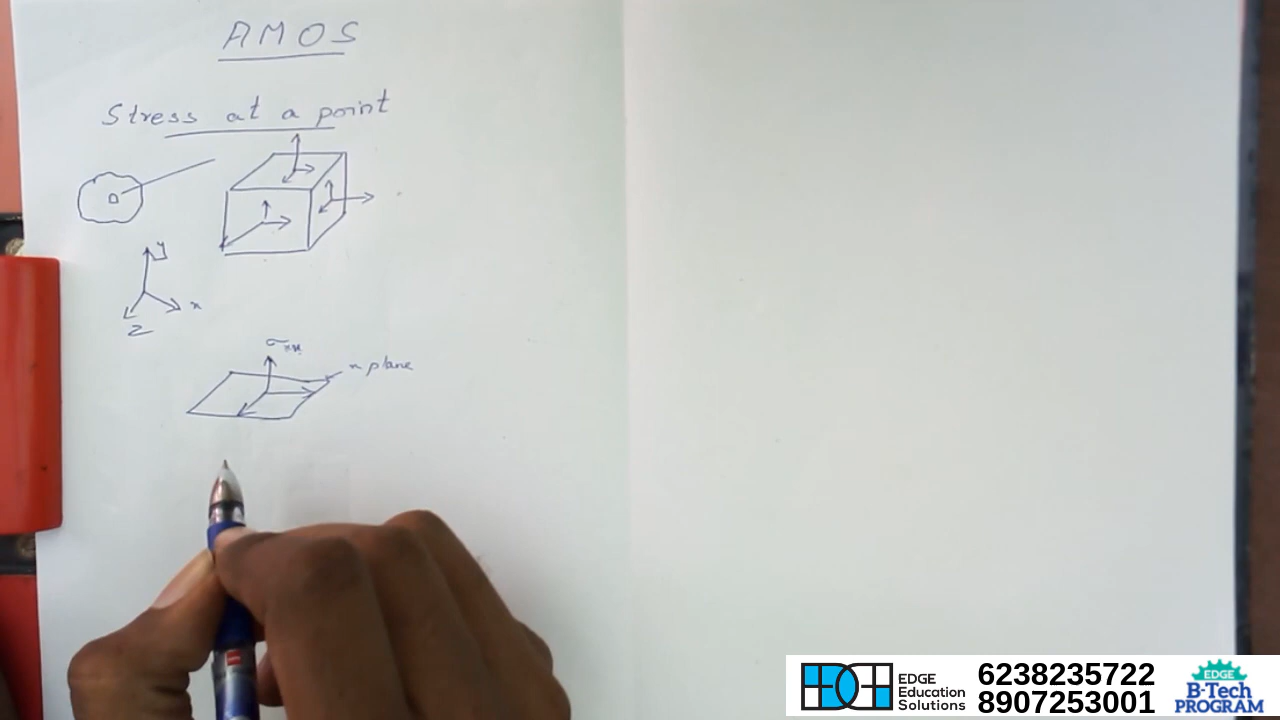 AMOS
Stress at a point
y
x
Z
σxx
x plane
EDGE
Education
Solutions
6238235722
8907253001
EDGE
B-Tech
PROGRAM